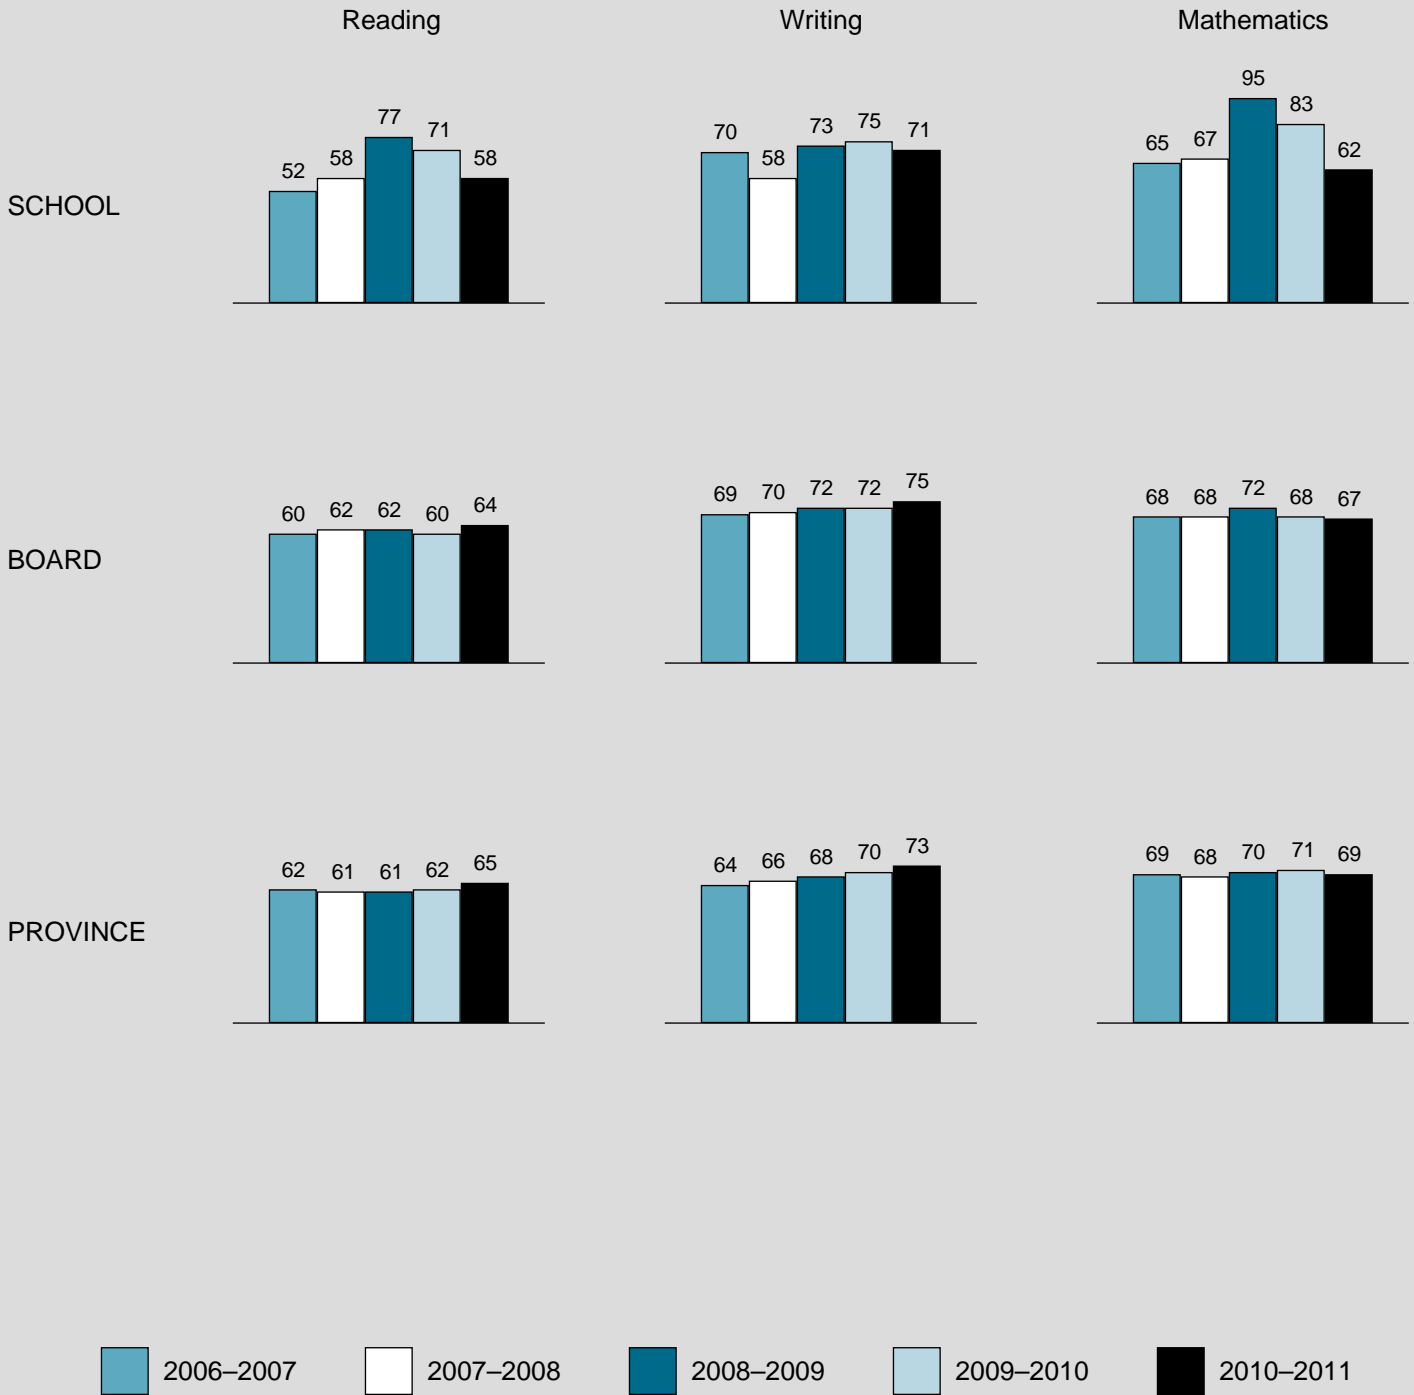 Reading Writing Mathematics
SCHOOL
52 58 77 71 58
70 58 73 75 71
65 67 95 83 62
BOARD
60 62 62 60 64
69 70 72 72 75
68 68 72 68 67
PROVINCE
62 61 61 62 65
64 66 68 70 73
69 68 70 71 69
2006–2007 2007–2008 2008–2009 2009–2010 2010–2011